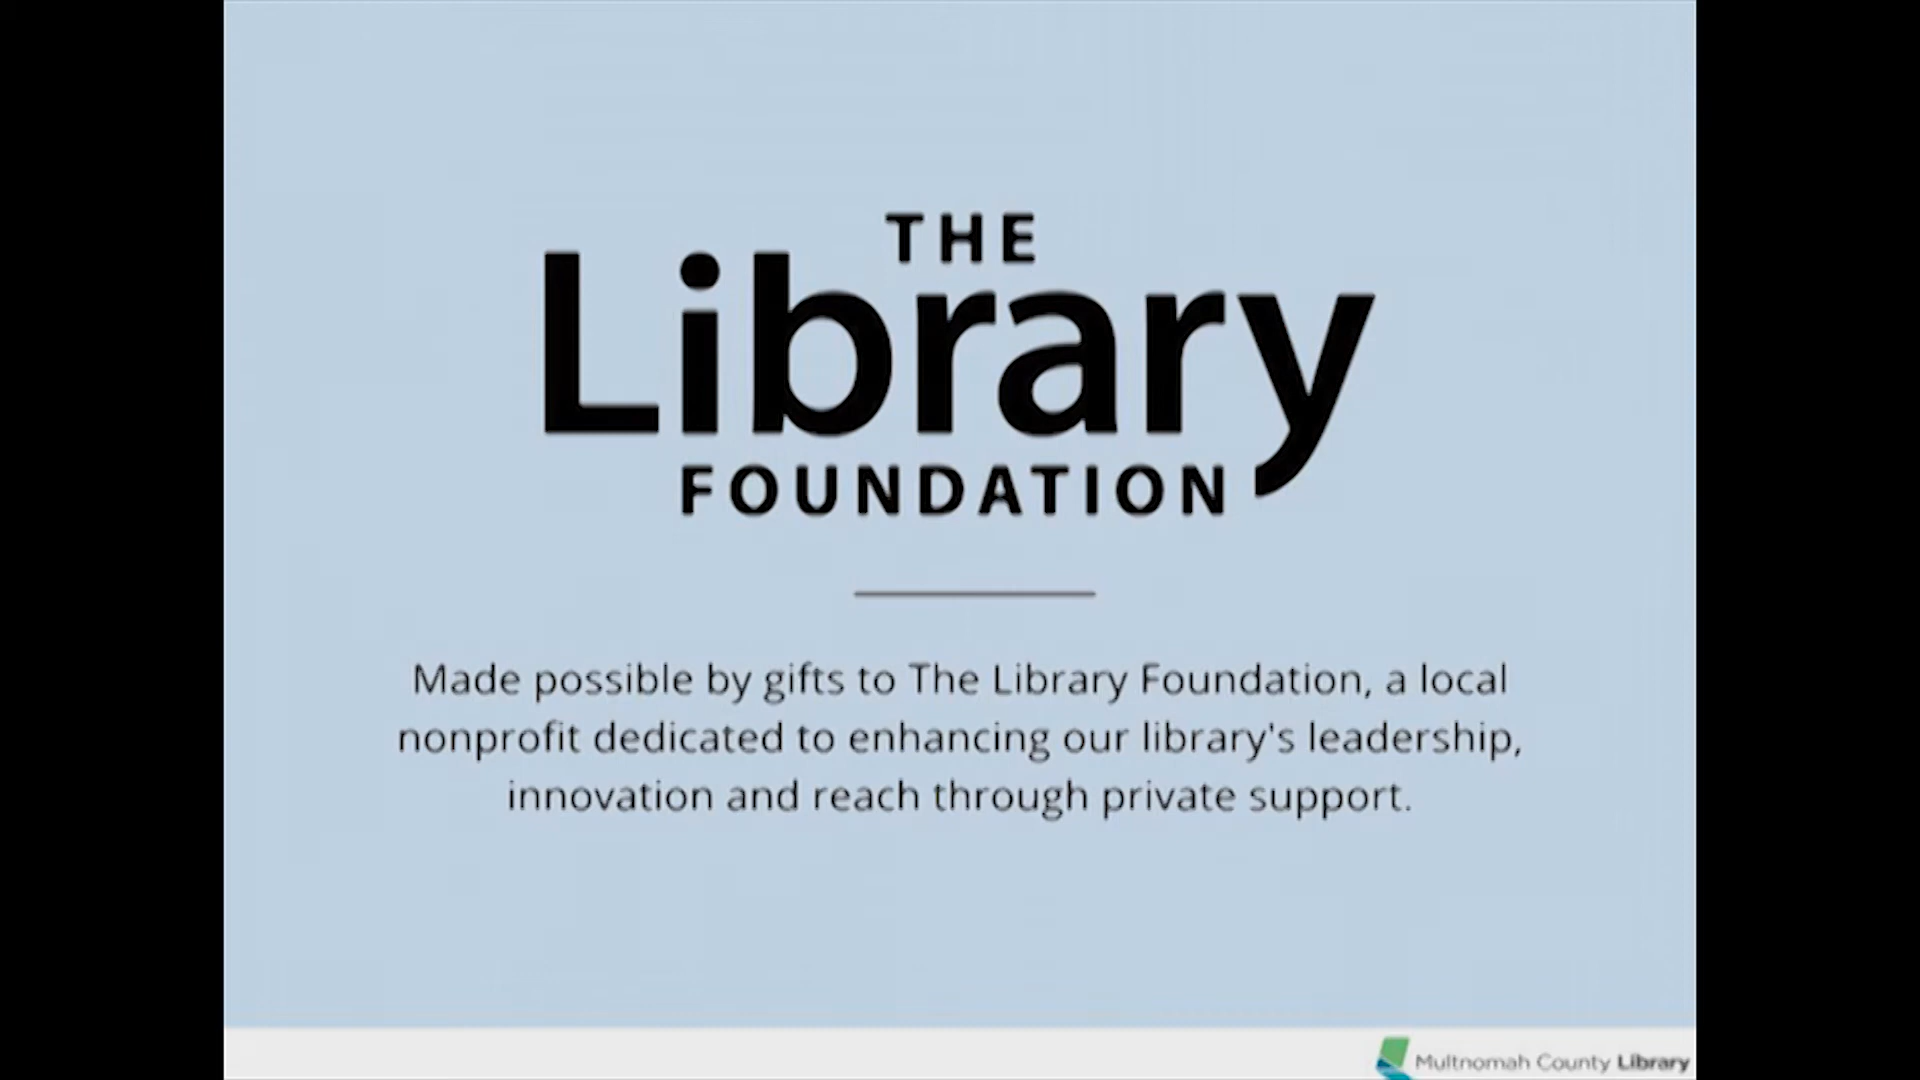 THE
Library
FOUNDATION
Made possible by gifts to The Library Foundation, a local
nonprofit dedicated to enhancing our library's leadership,
innovation and reach through private support.
Multnomah County Library